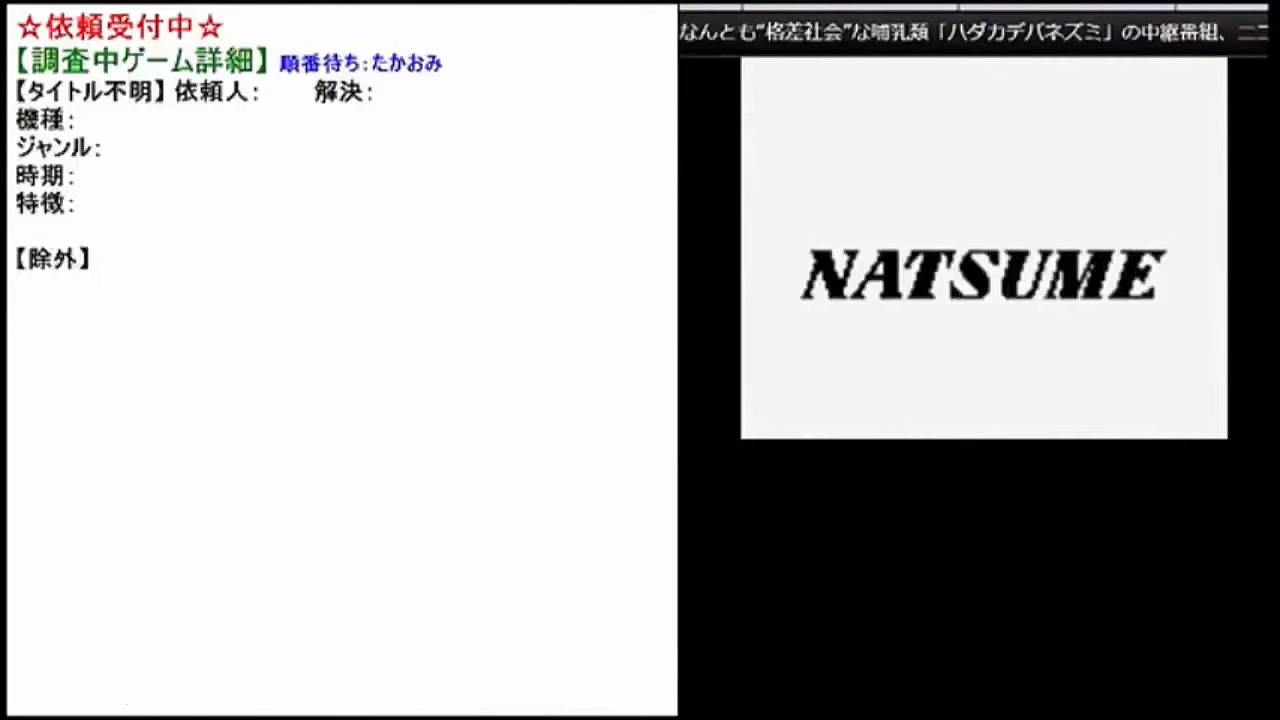 ☆依頼受付中☆
【調査中ゲーム詳細】 順番待ち:たかおみ
【タイトル不明】 依頼人: 解決:
機種:
ジャンル:
時期:
特徴:
【除外】
なんとも“格差社会”な哺乳類「ハダカデバネズミ」の中継番組、ニコ
NATSUME